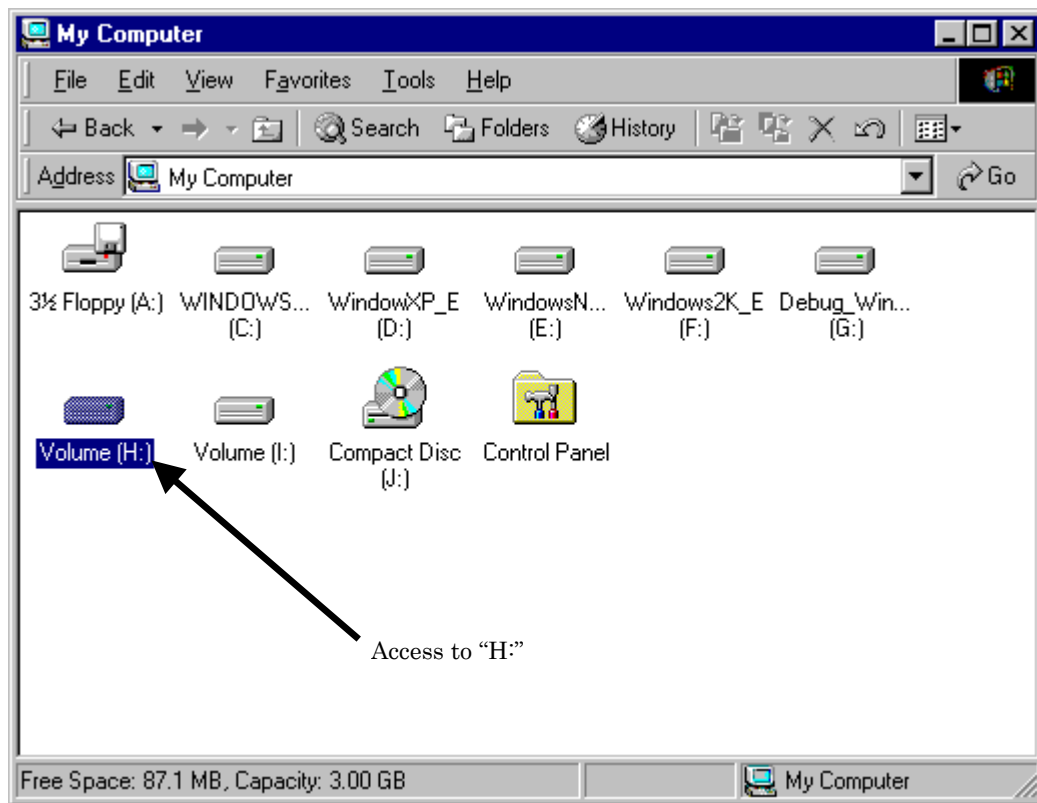 My Computer
File Edit View Favorites Tools Help
Back Search Folders History
Address My Computer Go
3½ Floppy (A:) WINDOWS... (C:) WindowXP_E (D:) WindowsN... (E:) Windows2K_E (F:) Debug_Win... (G:)
Volume (H:) Volume (I:) Compact Disc (J:) Control Panel
Access to “H:”
Free Space: 87.1 MB, Capacity: 3.00 GB My Computer